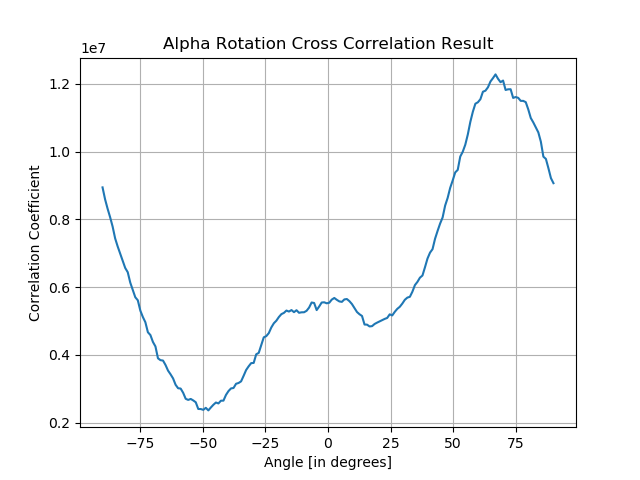 Alpha Rotation Cross Correlation Result
1e7
1.2
1.0
0.8
0.6
0.4
0.2
Correlation Coefficient
−75 −50 −25 0 25 50 75
Angle [in degrees]